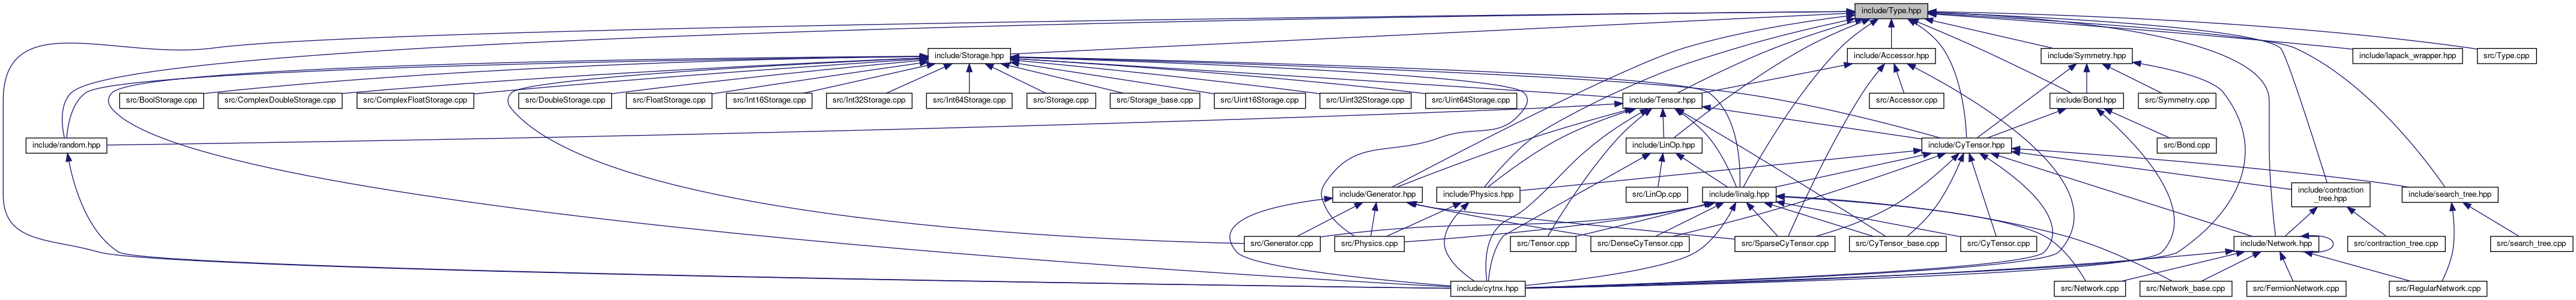 include/Type.hpp
include/Storage.hpp
include/Accessor.hpp
include/Symmetry.hpp
include/lapack_wrapper.hpp
src/Type.cpp
src/BoolStorage.cpp
src/ComplexDoubleStorage.cpp
src/ComplexFloatStorage.cpp
src/DoubleStorage.cpp
src/FloatStorage.cpp
src/Int16Storage.cpp
src/Int32Storage.cpp
src/Int64Storage.cpp
src/Storage.cpp
src/Storage_base.cpp
src/Uint16Storage.cpp
src/Uint32Storage.cpp
src/Uint64Storage.cpp
include/Tensor.hpp
src/Accessor.cpp
include/Bond.hpp
src/Symmetry.cpp
include/random.hpp
include/LinOp.hpp
include/CyTensor.hpp
src/Bond.cpp
include/Generator.hpp
include/Physics.hpp
src/LinOp.cpp
include/linalg.hpp
include/contraction
_tree.hpp
include/search_tree.hpp
src/Generator.cpp
src/Physics.cpp
src/Tensor.cpp
src/DenseCyTensor.cpp
src/SparseCyTensor.cpp
src/CyTensor_base.cpp
src/CyTensor.cpp
include/Network.hpp
src/contraction_tree.cpp
src/search_tree.cpp
include/cytnx.hpp
src/Network.cpp
src/Network_base.cpp
src/FermionNetwork.cpp
src/RegularNetwork.cpp